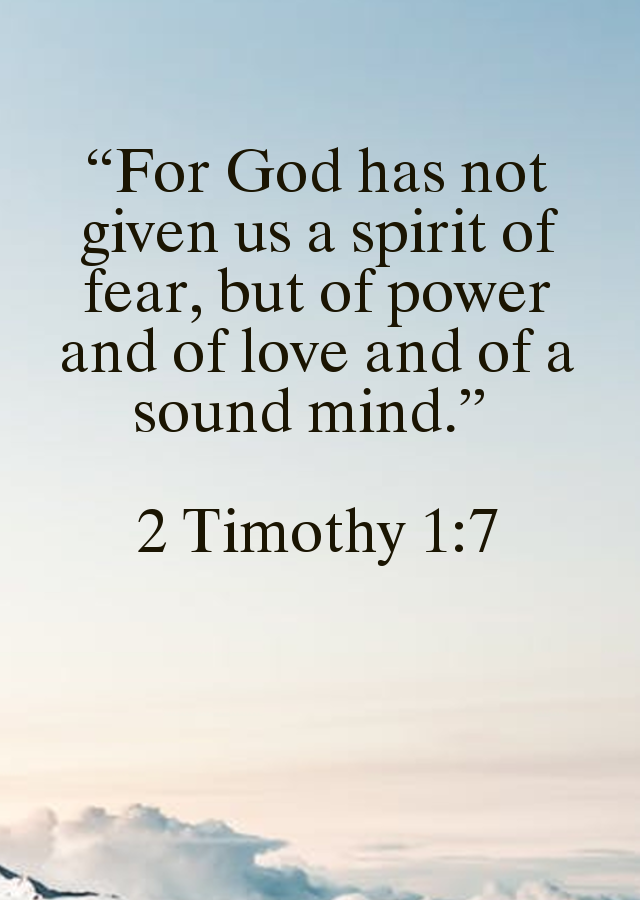 “For God has not
given us a spirit of
fear, but of power
and of love and of a
sound mind.”
2 Timothy 1:7